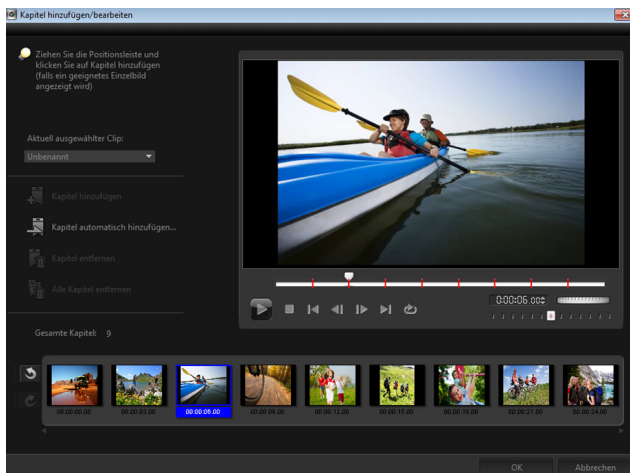 Kapitel hinzufügen/bearbeiten
Ziehen Sie die Positionsleiste und
klicken Sie auf Kapitel hinzufügen
(falls ein geeignetes Einzelbild
angezeigt wird)
Aktuell ausgewählter Clip:
Unbenannt
Kapitel hinzufügen
Kapitel automatisch hinzufügen...
Kapitel entfernen
Alle Kapitel entfernen
0:00:06.00
Gesamte Kapitel: 9
00:00:00.00
00:00:03.00
00:00:06.00
00:00:09.00
00:00:12.00
00:00:15.00
00:00:18.00
00:00:21.00
00:00:24.00
OK
Abbrechen